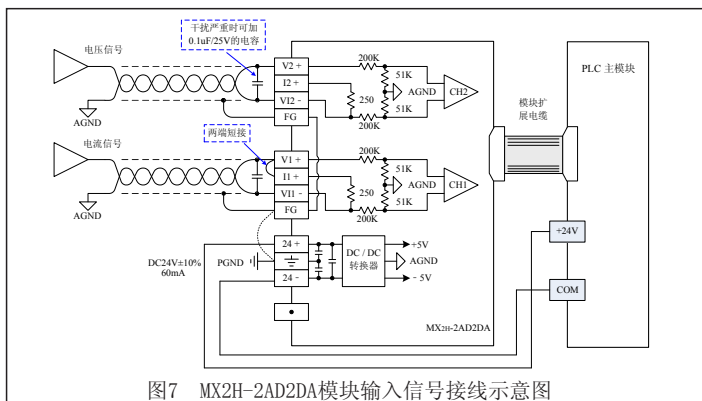 干扰严重时可加
0.1uF/25V的电容
电压信号
AGND
V2 +
I2 +
VI2 -
FG
200K
51K
250
AGND
51K
200K
CH2
两端短接
电流信号
AGND
V1 +
I1 +
VI1 -
FG
200K
51K
250
AGND
51K
200K
CH1
模块扩
展电缆
PLC 主模块
+24V
COM
DC24V±10%
60mA
PGND
24 +
24 -
DC / DC
转换器
+5V
AGND
- 5V
MX2H-2AD2DA
图7 MX2H-2AD2DA模块输入信号接线示意图